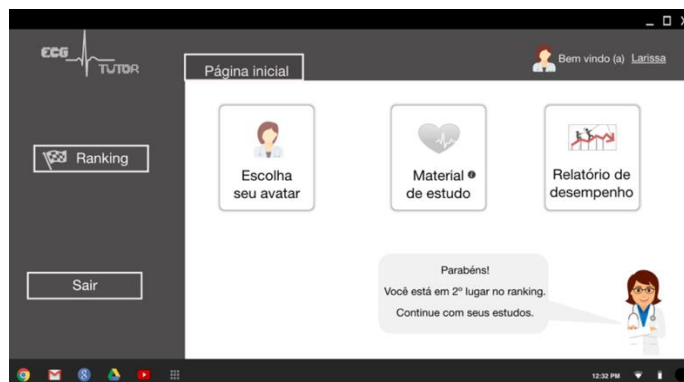 ECG
TUTOR
Página inicial
Bem vindo (a) Larissa
Ranking
Sair
Escolha
seu avatar
Material
de estudo
Relatório de
desempenho
Parabéns!
Você está em 2º lugar no ranking.
Continue com seus estudos.
12:32 PM